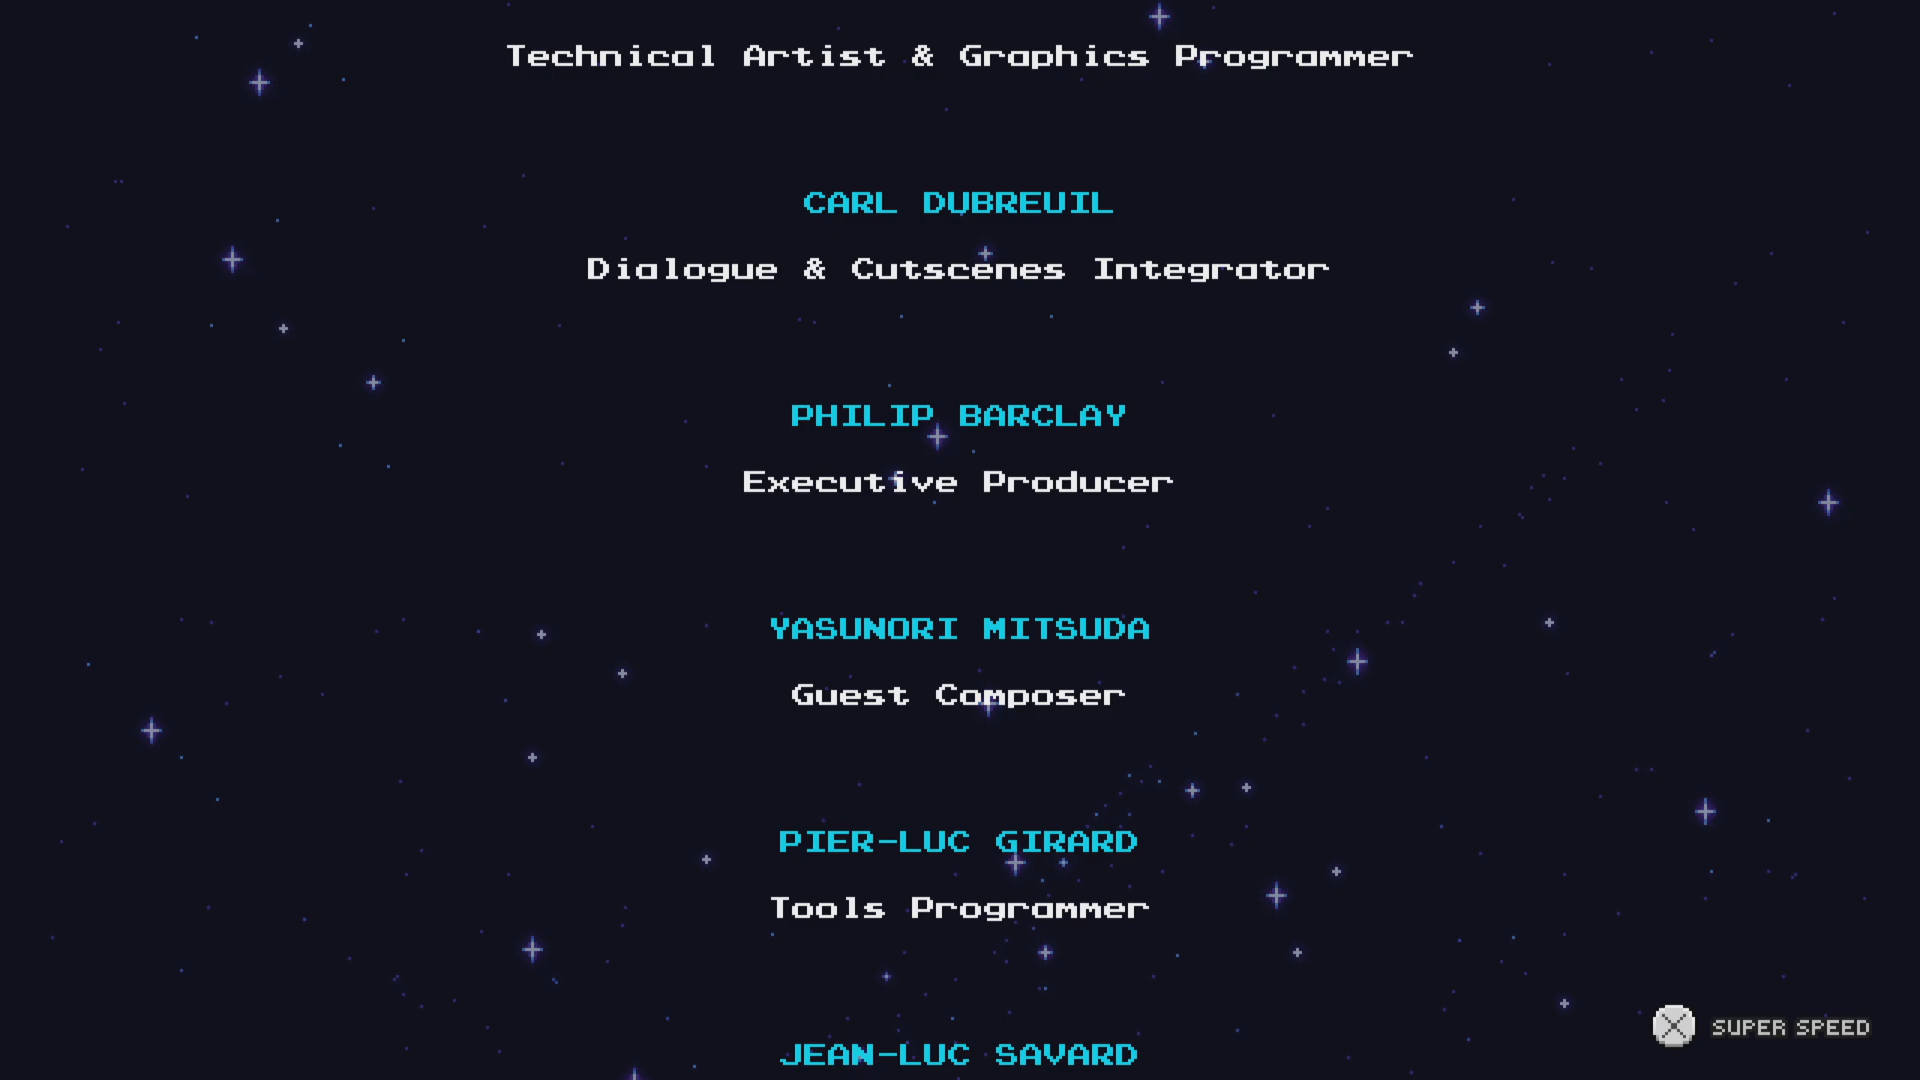 Technical Artist & Graphics Programmer
CARL DUBREUIL
Dialogue & Cutscenes Integrator
PHILIP BARCLAY
Executive Producer
YASUNORI MITSUDA
Guest Composer
PIER-LUC GIRARD
Tools Programmer
JEAN-LUC SAVARD
SUPER SPEED